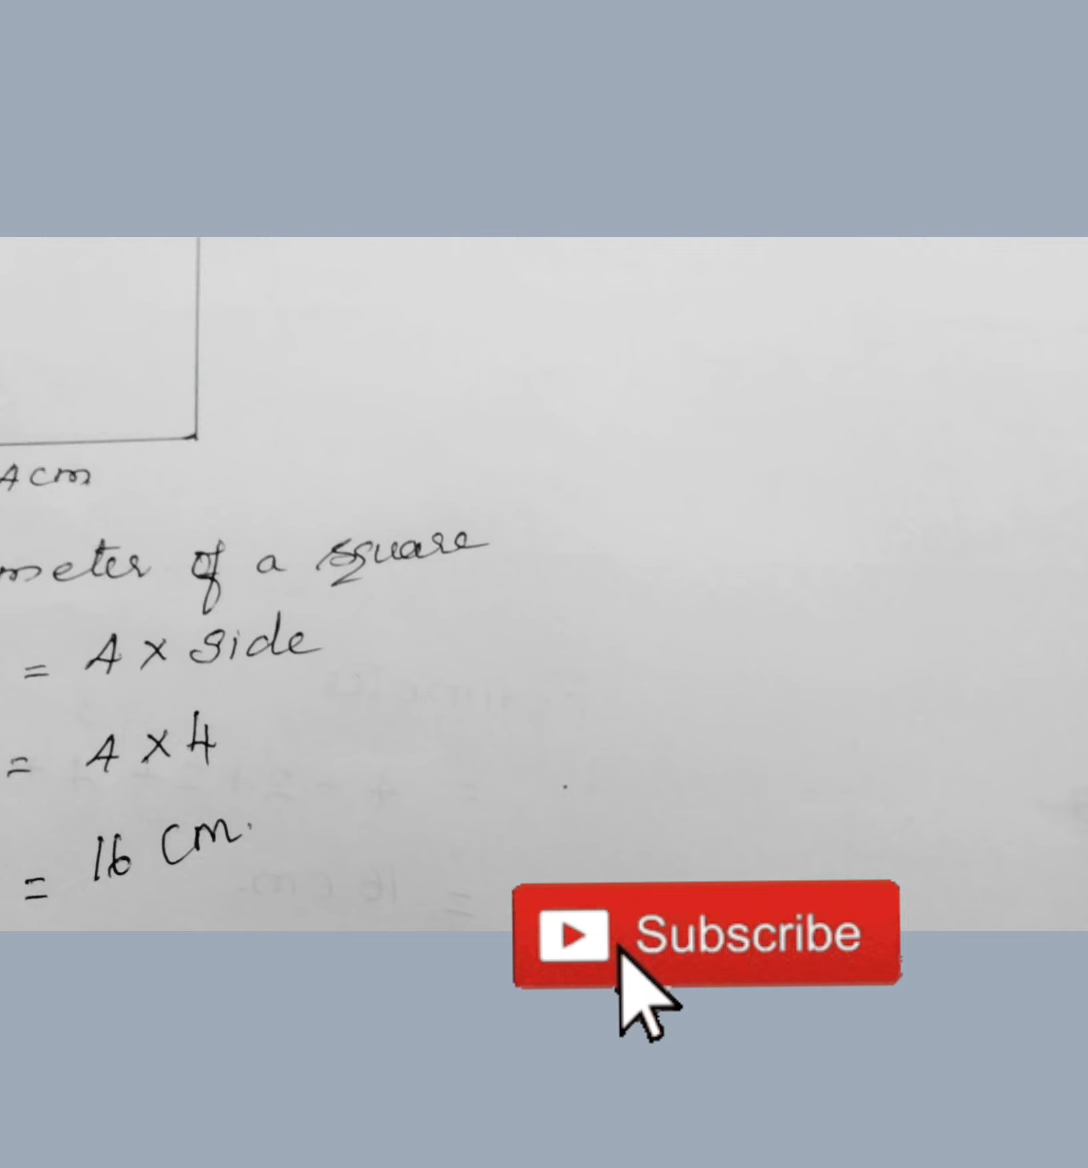 4cm
meter of a square
= 4 x side
= 4 x 4
= 16 cm.
Subscribe